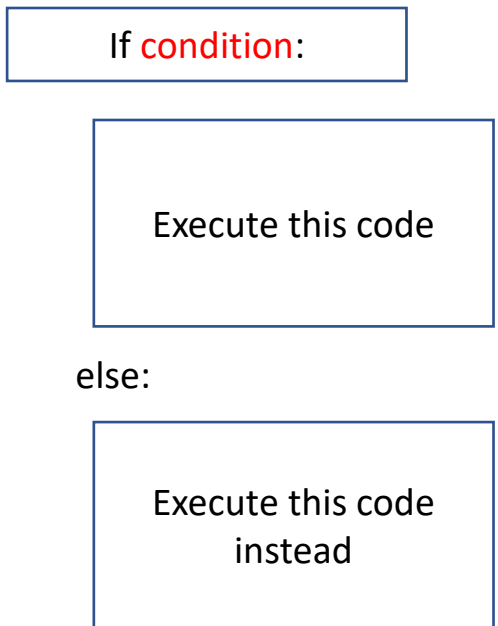 If condition:
Execute this code
else:
Execute this code
instead